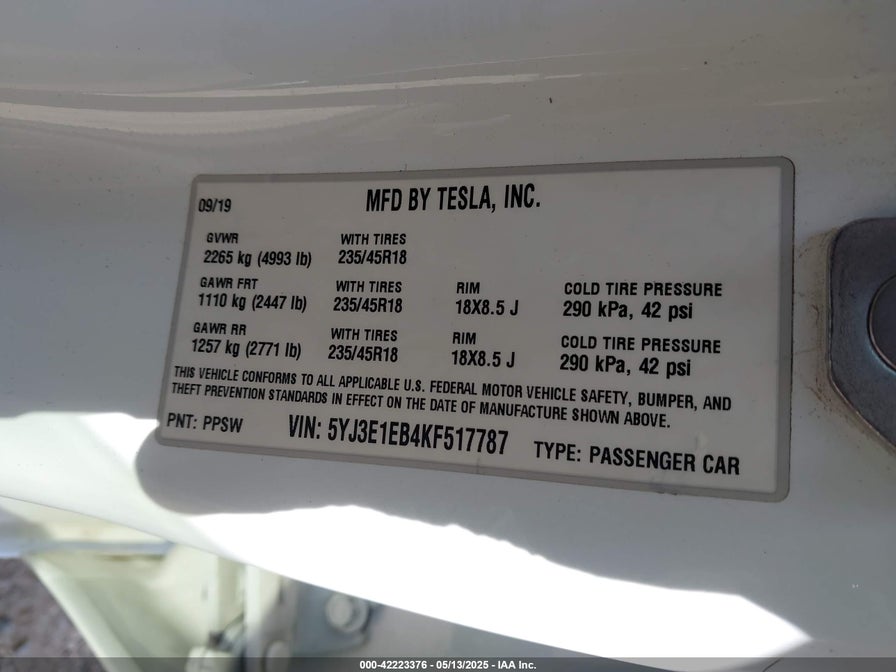 09/19 MFD BY TESLA, INC.
GVWR WITH TIRES
2265 kg (4993 lb) 235/45R18
GAWR FRT WITH TIRES RIM COLD TIRE PRESSURE
1110 kg (2447 lb) 235/45R18 18X8.5 J 290 kPa, 42 psi
GAWR RR WITH TIRES RIM COLD TIRE PRESSURE
1257 kg (2771 lb) 235/45R18 18X8.5 J 290 kPa, 42 psi
THIS VEHICLE CONFORMS TO ALL APPLICABLE U.S. FEDERAL MOTOR VEHICLE SAFETY, BUMPER, AND
THEFT PREVENTION STANDARDS IN EFFECT ON THE DATE OF MANUFACTURE SHOWN ABOVE.
PNT: PPSW VIN: 5YJ3E1EB4KF517787 TYPE: PASSENGER CAR
000-42223376 - 05/13/2025 - IAA Inc.